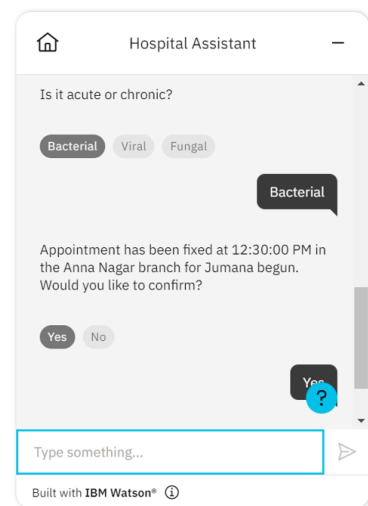 Hospital Assistant
Is it acute or chronic?
Bacterial Viral Fungal
Bacterial
Appointment has been fixed at 12:30:00 PM in
the Anna Nagar branch for Jumana begun.
Would you like to confirm?
Yes No
Yes
?
Type something...
Built with IBM Watson®